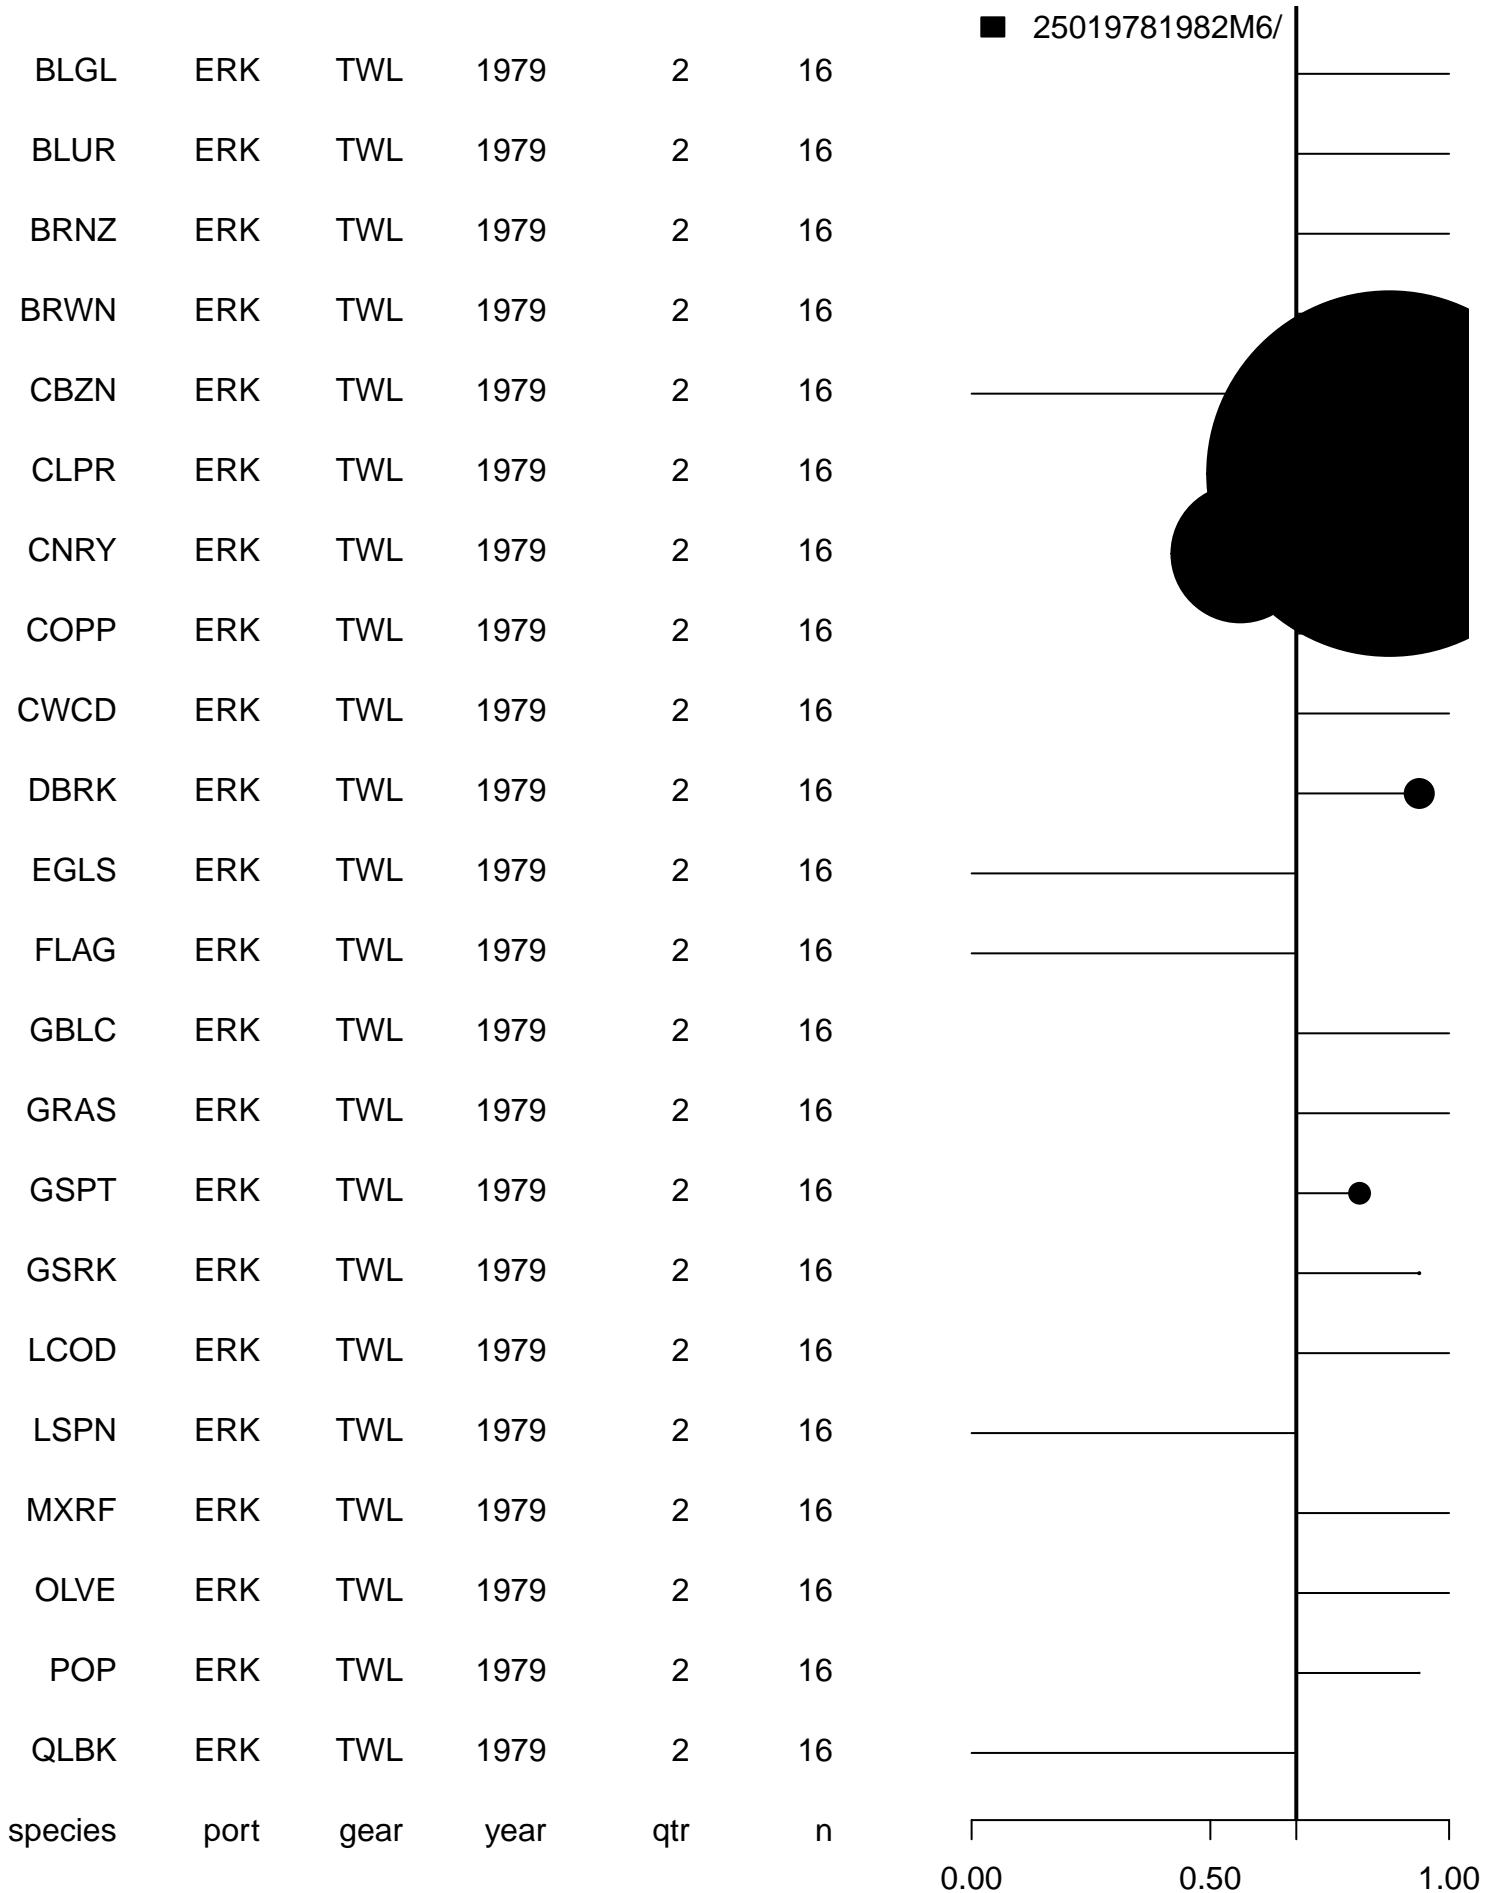 25019781982M6/
BLGL ERK TWL 1979 2 16
BLUR ERK TWL 1979 2 16
BRNZ ERK TWL 1979 2 16
BRWN ERK TWL 1979 2 16
CBZN ERK TWL 1979 2 16
CLPR ERK TWL 1979 2 16
CNRY ERK TWL 1979 2 16
COPP ERK TWL 1979 2 16
CWCD ERK TWL 1979 2 16
DBRK ERK TWL 1979 2 16
EGLS ERK TWL 1979 2 16
FLAG ERK TWL 1979 2 16
GBLC ERK TWL 1979 2 16
GRAS ERK TWL 1979 2 16
GSPT ERK TWL 1979 2 16
GSRK ERK TWL 1979 2 16
LCOD ERK TWL 1979 2 16
LSPN ERK TWL 1979 2 16
MXRF ERK TWL 1979 2 16
OLVE ERK TWL 1979 2 16
POP ERK TWL 1979 2 16
QLBK ERK TWL 1979 2 16
species port gear year qtr n
0.00 0.50 1.00